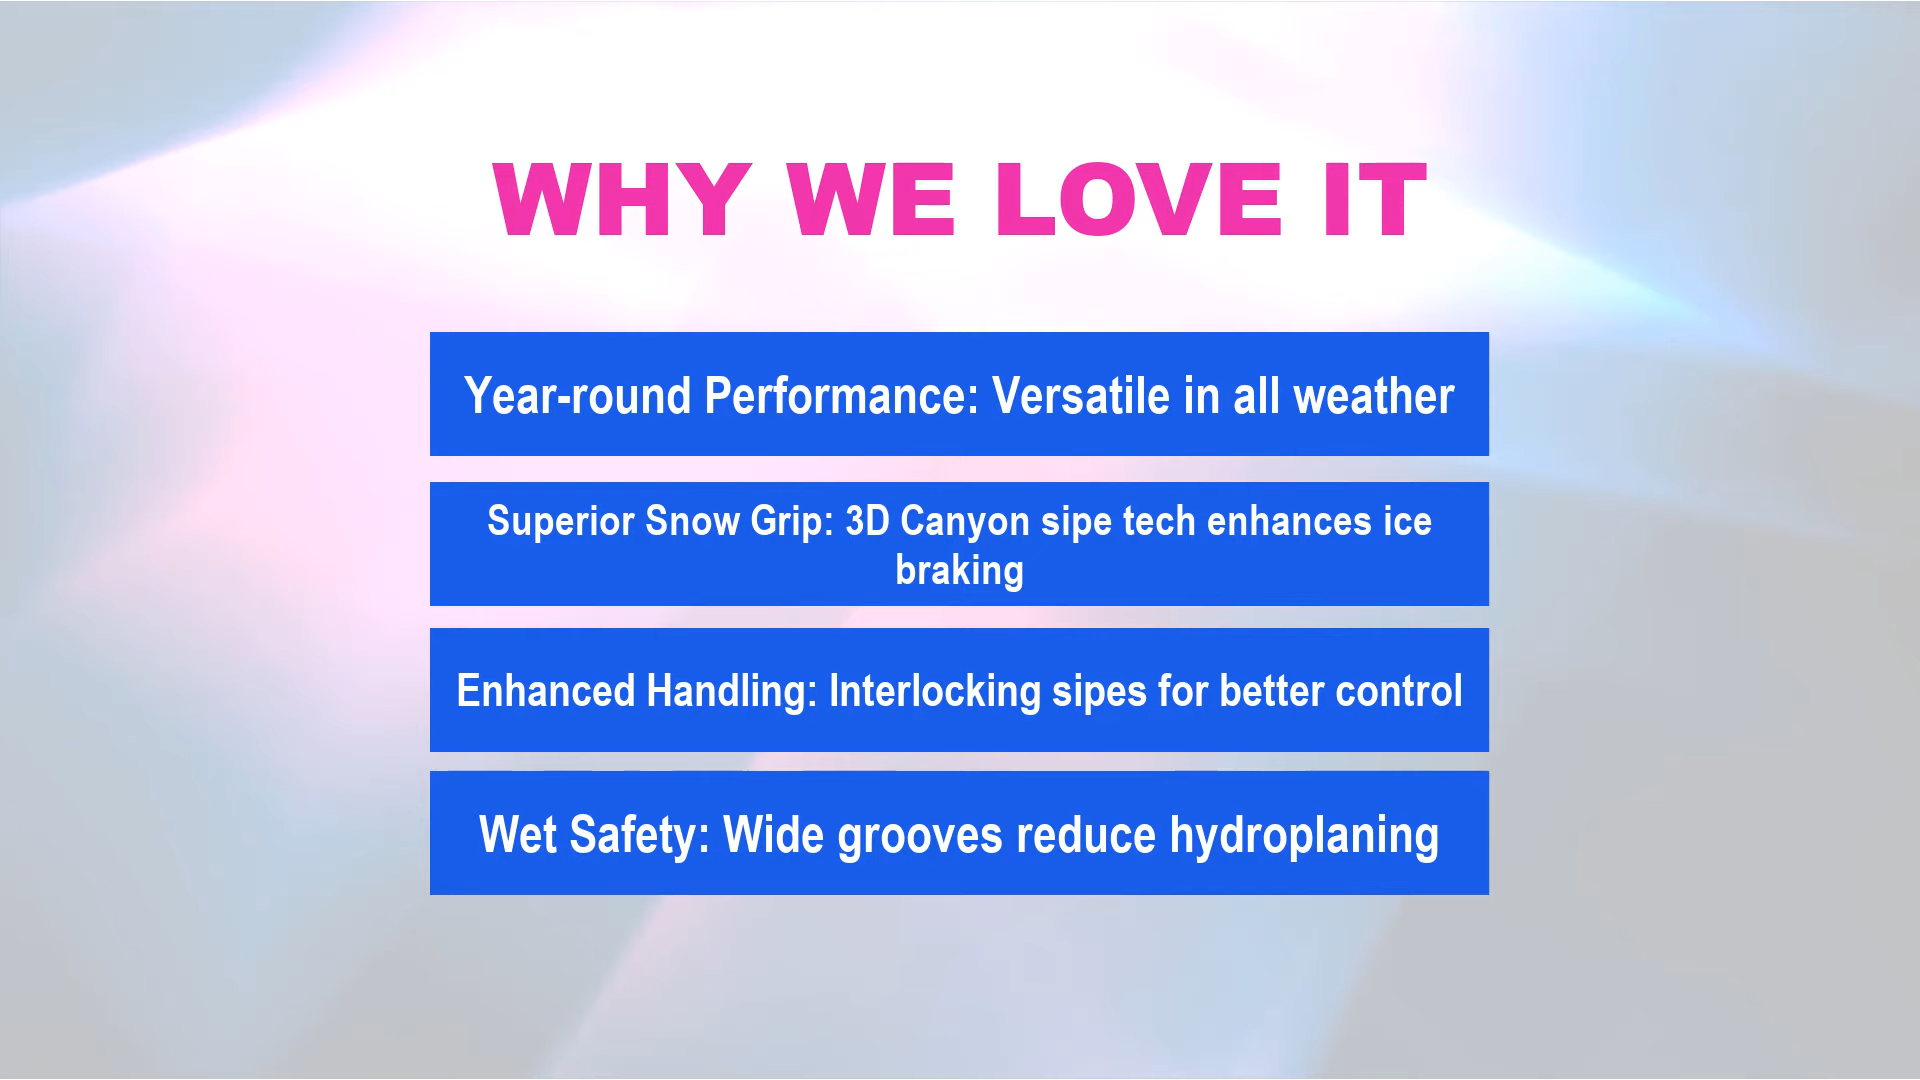 WHY WE LOVE IT
Year-round Performance: Versatile in all weather
Superior Snow Grip: 3D Canyon sipe tech enhances ice
braking
Enhanced Handling: Interlocking sipes for better control
Wet Safety: Wide grooves reduce hydroplaning